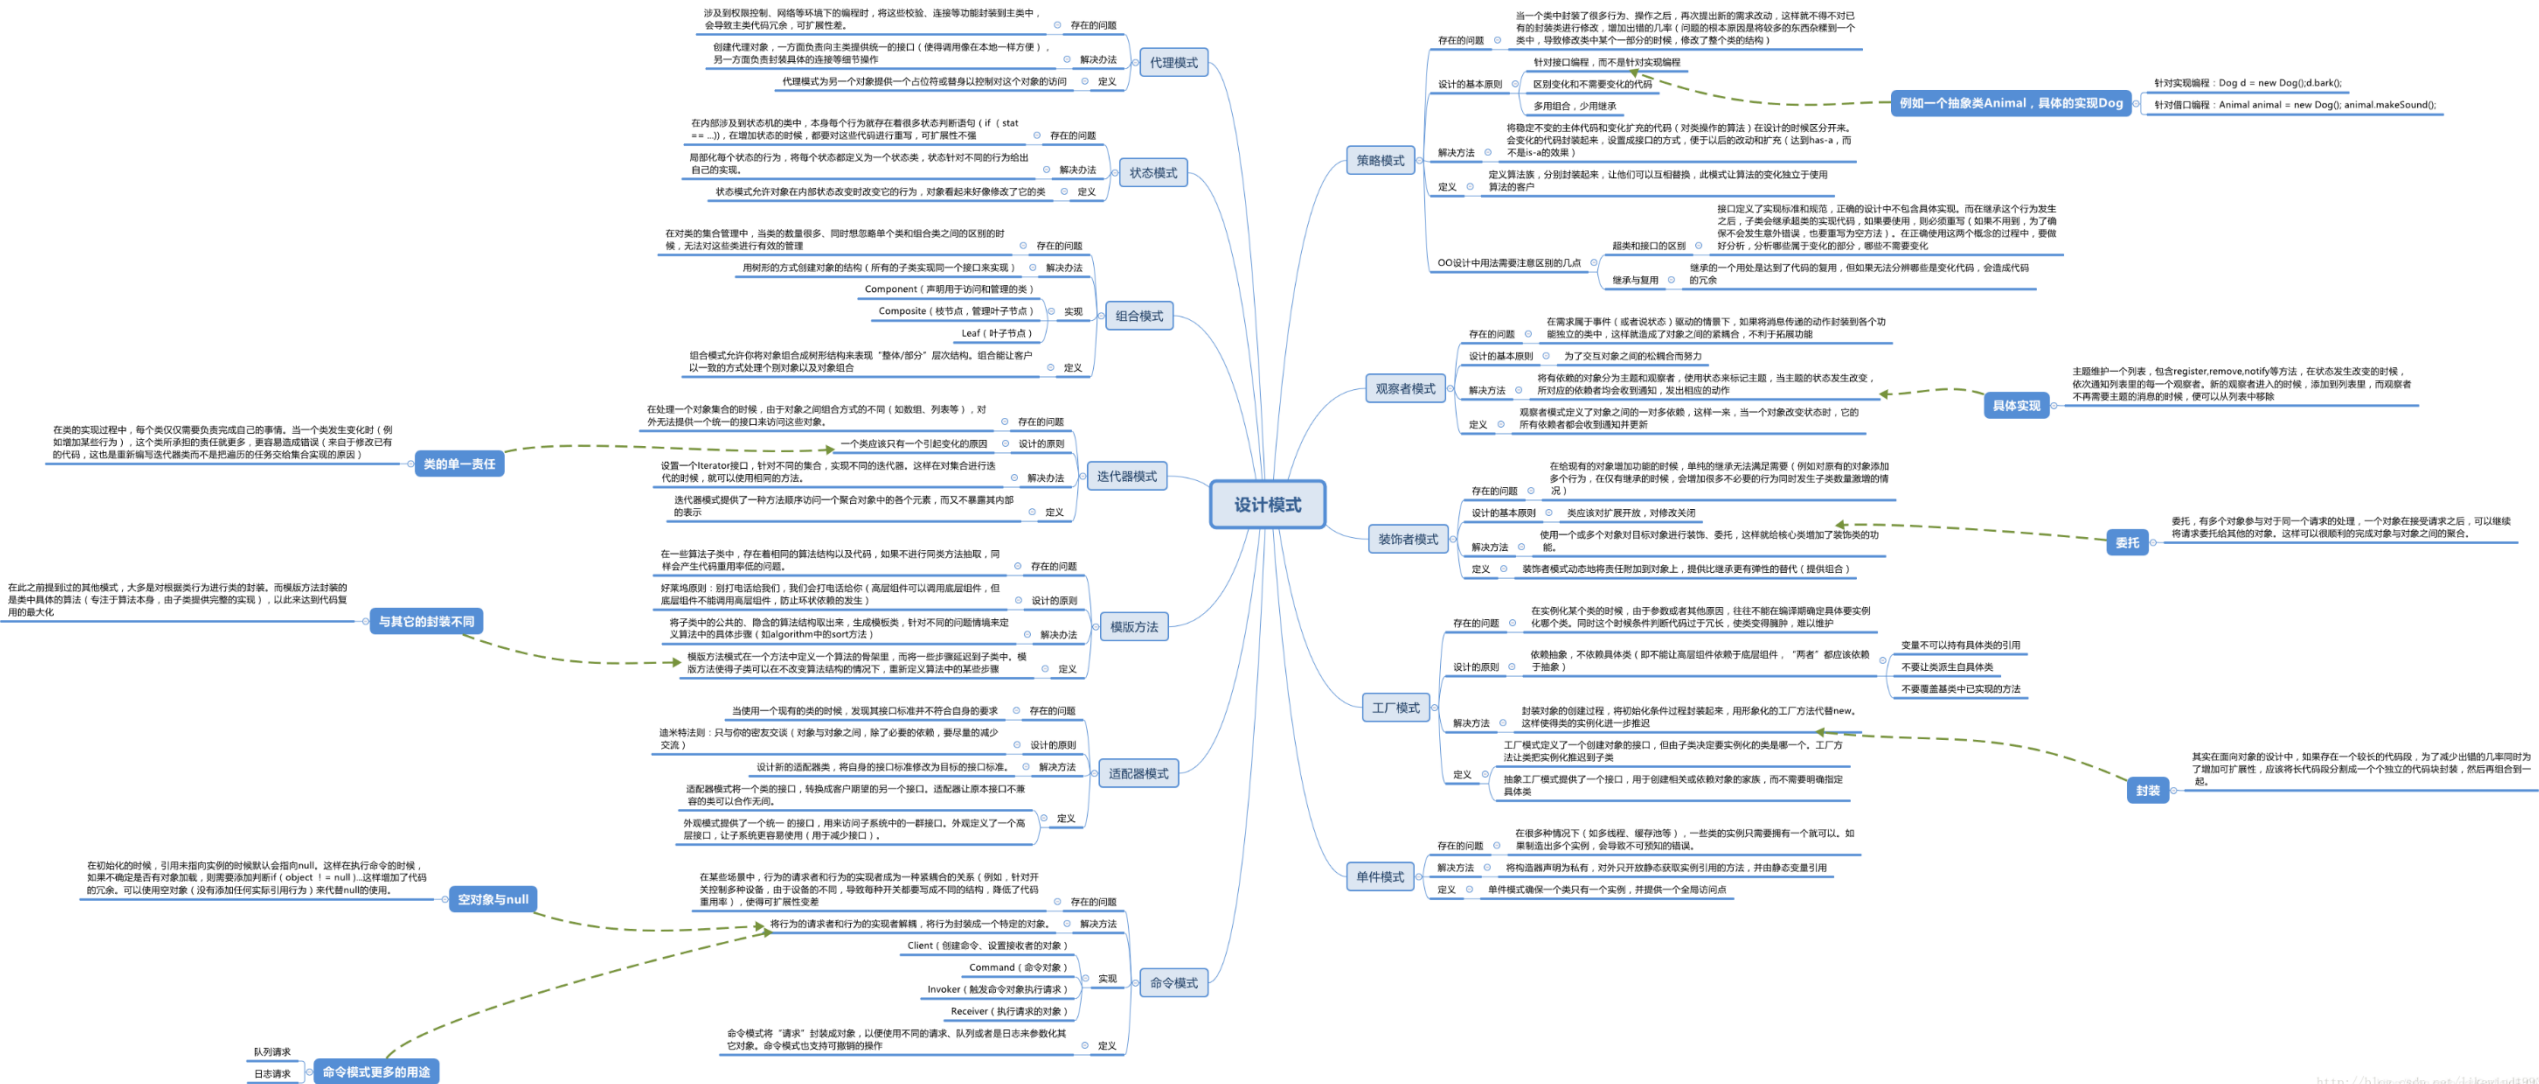 设计模式
策略模式
存在的问题
当一个类中封装了很多行为、操作之后，再次提出新的需求改动，这样就不得不对已
有的封装类进行修改，增加出错的几率（问题的根本原因是将较多的东西杂糅到一个
类中，导致修改类中某个一部分的时候，修改了整个类的结构）
设计的基本原则
针对接口编程，而不是针对实现编程
区别变化和不需要变化的代码
多用组合，少用继承
例如一个抽象类Animal，具体的实现Dog
针对实现编程：Dog d = new Dog();d.bark();
针对借口编程：Animal animal = new Dog(); animal.makeSound();
解决方法
将稳定不变的主体代码和变化扩充的代码（对类操作的算法）在设计的时候区分开来。
会变化的代码封装起来，设置成接口的方式，便于以后的改动和扩充（达到has-a，而
不是is-a的效果）
定义
定义算法族，分别封装起来，让他们可以互相替换，此模式让算法的变化独立于使用
算法的客户
OO设计中用法需要注意区别的几点
超类和接口的区别
接口定义了实现标准和规范，正确的设计中不包含具体实现。而在继承这个行为发生
之后，子类会继承超类的实现代码，如果要使用，则必须重写（如果不用到，为了确
保不会发生意外错误，也要重写为空方法）。在正确使用这两个概念的过程中，要做
好分析，分析哪些属于变化的部分，哪些不需要变化
继承与复用
继承的一个用处是达到了代码的复用，但如果无法分辨哪些是变化代码，会造成代码
的冗余
观察者模式
存在的问题
在需求属于事件（或者说状态）驱动的情景下，如果将消息传递的动作封装到各个功
能独立的类中，这样就造成了对象之间的紧耦合，不利于拓展功能
设计的基本原则
为了交互对象之间的松耦合而努力
解决方法
将有依赖的对象分为主题和观察者，使用状态来标记主题，当主题的状态发生改变，
所对应的依赖者均会收到通知，发出相应的动作
定义
观察者模式定义了对象之间的一对多依赖，这样一来，当一个对象改变状态时，它的
所有依赖者都会收到通知并更新
具体实现
主题维护一个列表，包含register,remove,notify等方法，在状态发生改变的时候，
依次通知列表里的每一个观察者。新的观察者进入的时候，添加到列表里，而观察者
不再需要主题的消息的时候，便可以从列表中移除
装饰者模式
存在的问题
在给现有的对象增加功能的时候，单纯的继承无法满足需要（例如对原有的对象添加
多个行为，在仅有继承的时候，会增加很多不必要的行为同时发生子类数量激增的情
况）
设计的基本原则
类应该对扩展开放，对修改关闭
解决方法
使用一个或多个对象对目标对象进行装饰、委托，这样就给核心类增加了装饰类的功
能。
定义
装饰者模式动态地将责任附加到对象上，提供比继承更有弹性的替代（提供组合）
委托
委托，有多个对象参与对于同一个请求的处理，一个对象在接受请求之后，可以继续
将请求委托给其他的对象。这样可以很顺利的完成对象与对象之间的聚合。
工厂模式
存在的问题
在实例化某个类的时候，由于参数或者其他原因，往往不能在编译期确定具体要实例
化哪个类。同时这个时候条件判断代码过于冗长，使类变得臃肿，难以维护
设计的原则
依赖抽象，不依赖具体类（即不能让高层组件依赖于底层组件，“两者”都应该依赖
于抽象）
变量不可以持有具体类的引用
不要让类派生自具体类
不要覆盖基类中已实现的方法
解决方法
封装对象的创建过程，将初始化条件过程封装起来，用形象化的工厂方法代替new。
这样使得类的实例化进一步推迟
定义
工厂模式定义了一个创建对象的接口，但由子类决定要实例化的类是哪一个。工厂方
法让类把实例化推迟到子类
抽象工厂模式提供了一个接口，用于创建相关或依赖对象的家族，而不需要明确指定
具体类
封装
其实在面向对象的设计中，如果存在一个较长的代码段，为了减少出错的几率同时为
了增加可扩展性，应该将长代码段分割成一个个独立的代码块封装，然后再组合到一
起。
单件模式
存在的问题
在很多种情况下（如多线程、缓存池等），一些类的实例只需要拥有一个就可以。如
果制造出多个实例，会导致不可预知的错误。
解决方法
将构造器声明为私有，对外只开放静态获取实例引用的方法，并由静态变量引用
定义
单件模式确保一个类只有一个实例，并提供一个全局访问点
代理模式
存在的问题
涉及到权限控制、网络等环境下的编程时，将这些校验、连接等功能封装到主类中，
会导致主类代码冗余，可扩展性差。
解决办法
创建代理对象，一方面负责向主类提供统一的接口（使得调用像在本地一样方便），
另一方面负责封装具体的连接等细节操作
定义
代理模式为另一个对象提供一个占位符或替身以控制对这个对象的访问
状态模式
存在的问题
在内部涉及到状态机的类中，本身每个行为就存在着很多状态判断语句（if（ stat
== ...)），在增加状态的时候，都要对这些代码进行重写，可扩展性不强
解决办法
局部化每个状态的行为，将每个状态都定义为一个状态类，状态针对不同的行为给出
自己的实现。
定义
状态模式允许对象在内部状态改变时改变它的行为，对象看起来好像修改了它的类
组合模式
存在的问题
在对类的集合管理中，当类的数量很多、同时想忽略单个类和组合类之间的区别的时
候，无法对这些类进行有效的管理
解决办法
用树形的方式创建对象的结构（所有的子类实现同一个接口来实现）
实现
Component（声明用于访问和管理的类）
Composite（枝节点，管理叶子节点）
Leaf（叶子节点）
定义
组合模式允许你将对象组合成树形结构来表现“整体/部分”层次结构。组合能让客户
以一致的方式处理个别对象以及对象组合
迭代器模式
存在的问题
在处理一个对象集合的时候，由于对象之间组合方式的不同（如数组、列表等），对
外无法提供一个统一的接口来访问这些对象。
设计的原则
一个类应该只有一个引起变化的原因
解决办法
设置一个Iterator接口，针对不同的集合，实现不同的迭代器。这样在对集合进行迭
代的时候，就可以使用相同的方法。
定义
迭代器模式提供了一种方法顺序访问一个聚合对象中的各个元素，而又不暴露其内部
的表示
类的单一责任
在类的实现过程中，每个类仅仅需要负责完成自己的事情。当一个类发生变化时（例
如增加某些行为），这个类所承担的责任就更多，更容易造成错误（来自于修改已有
的代码，这也是重新编写迭代器类而不是把遍历的任务交给集合实现的原因）
模版方法
存在的问题
在一些算法子类中，存在着相同的算法结构以及代码，如果不进行同类方法抽取，同
样会产生代码重用率低的问题。
设计的原则
好莱坞原则：别打电话给我们，我们会打电话给你（高层组件可以调用底层组件，但
底层组件不能调用高层组件，防止环状依赖的发生）
解决办法
将子类中的公共的、隐含的算法结构取出来，生成模板类，针对不同的问题情境来定
义算法中的具体步骤（如algorithm中的sort方法）
定义
模版方法模式在一个方法中定义一个算法的骨架里，而将一些步骤延迟到子类中。模
版方法使得子类可以在不改变算法结构的情况下，重新定义算法中的某些步骤
与其它的封装不同
在此之前提到过的其他模式，大多是对根据类行为进行类的封装。而模版方法封装的
是类中具体的算法（专注于算法本身，由子类提供完整的实现），以此来达到代码复
用的最大化
适配器模式
存在的问题
当使用一个现有的类的时候，发现其接口标准并不符合自身的要求
设计的原则
迪米特法则：只与你的密友交谈（对象与对象之间，除了必要的依赖，要尽量的减少
交流）
解决方法
设计新的适配器类，将自身的接口标准修改为目标的接口标准。
定义
适配器模式将一个类的接口，转换成客户期望的另一个接口。适配器让原本接口不兼
容的类可以合作无间。
外观模式提供了一个统一 的接口，用来访问子系统中的一群接口。外观定义了一个高
层接口，让子系统更容易使用（用于减少接口）。
命令模式
存在的问题
在某些场景中，行为的请求者和行为的实现者成为一种紧耦合的关系（例如，针对开
关控制多种设备，由于设备的不同，导致每种开关都要写成不同的结构，降低了代码
重用率），使得可扩展性变差
解决方法
将行为的请求者和行为的实现者解耦，将行为封装成一个特定的对象。
实现
Client（创建命令、设置接收者的对象）
Command（命令对象）
Invoker（触发命令对象执行请求）
Receiver（执行请求的对象）
定义
命令模式将“请求”封装成对象，以便使用不同的请求、队列或者是日志来参数化其
它对象。命令模式也支持可撤销的操作
空对象与null
在初始化的时候，引用未指向实例的时候默认会指向null。这样在执行命令的时候，
如果不确定是否有对象加载，则需要添加判断if（object ！= null )...这样增加了代码
的冗余。可以使用空对象（没有添加任何实际引用行为）来代替null的使用。
命令模式更多的用途
队列请求
日志请求